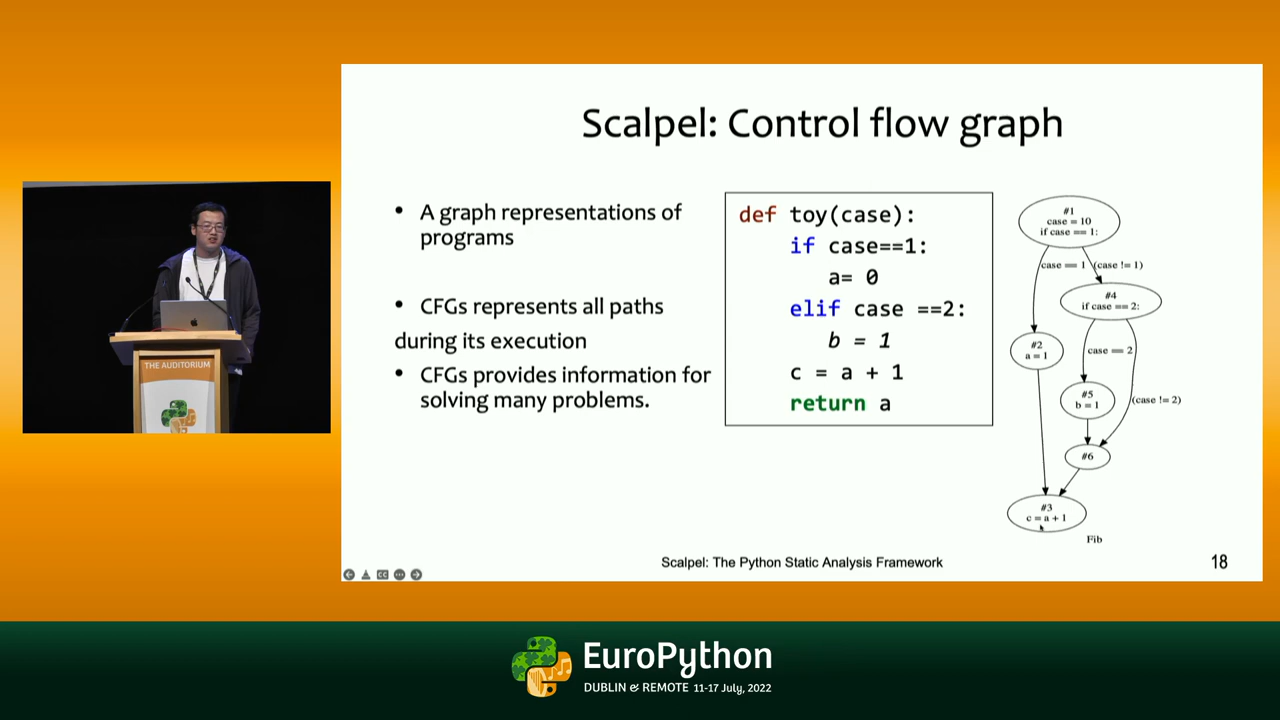 Scalpel: Control flow graph
• A graph representations of
programs
• CFGs represents all paths
during its execution
• CFGs provides information for
solving many problems.
def toy(case):
if case==1:
a= 0
elif case ==2:
b = 1
c = a + 1
return a
#1
case = 10
if case == 1:
case == 1
(case != 1)
#4
if case == 2:
#2
a = 1
case == 2
#5
b = 1
(case != 2)
#6
#3
c = a + 1
Fib
Scalpel: The Python Static Analysis Framework
18
CC
THE AUDITORIUM
EuroPython
DUBLIN & REMOTE 11-17 July, 2022